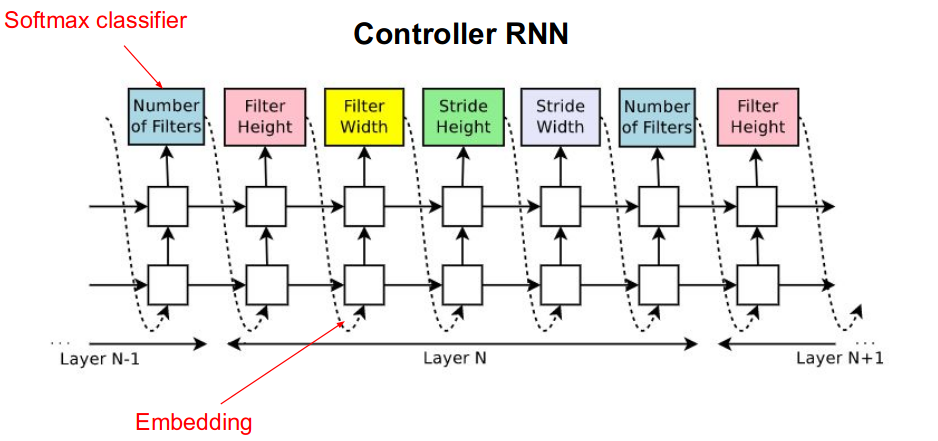 Softmax classifier
Controller RNN
Number
of Filters
Filter
Height
Filter
Width
Stride
Height
Stride
Width
Number
of Filters
Filter
Height
...
Layer N-1
Layer N
...
Layer N+1
Embedding